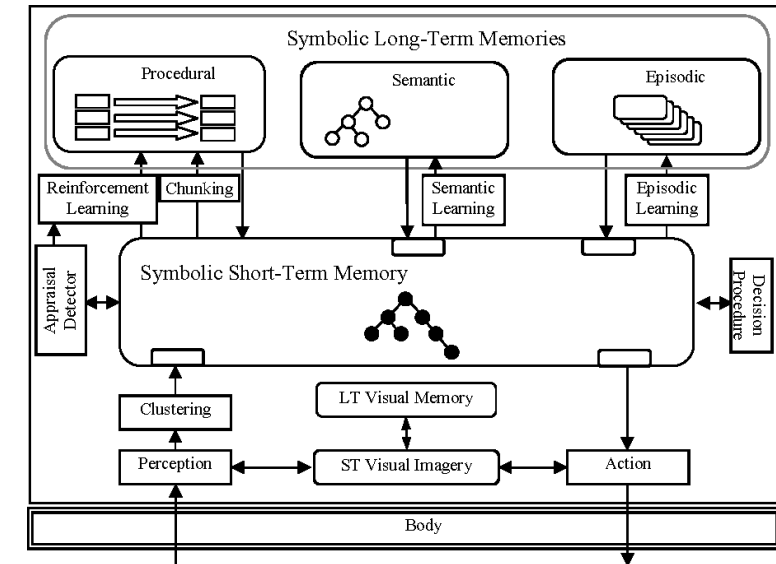 Symbolic Long-Term Memories
Procedural
Semantic
Episodic
Reinforcement
Learning
Chunking
Semantic
Learning
Episodic
Learning
Symbolic Short-Term Memory
Appraisal
Detector
Decision
Procedure
Clustering
LT Visual Memory
Perception
ST Visual Imagery
Action
Body